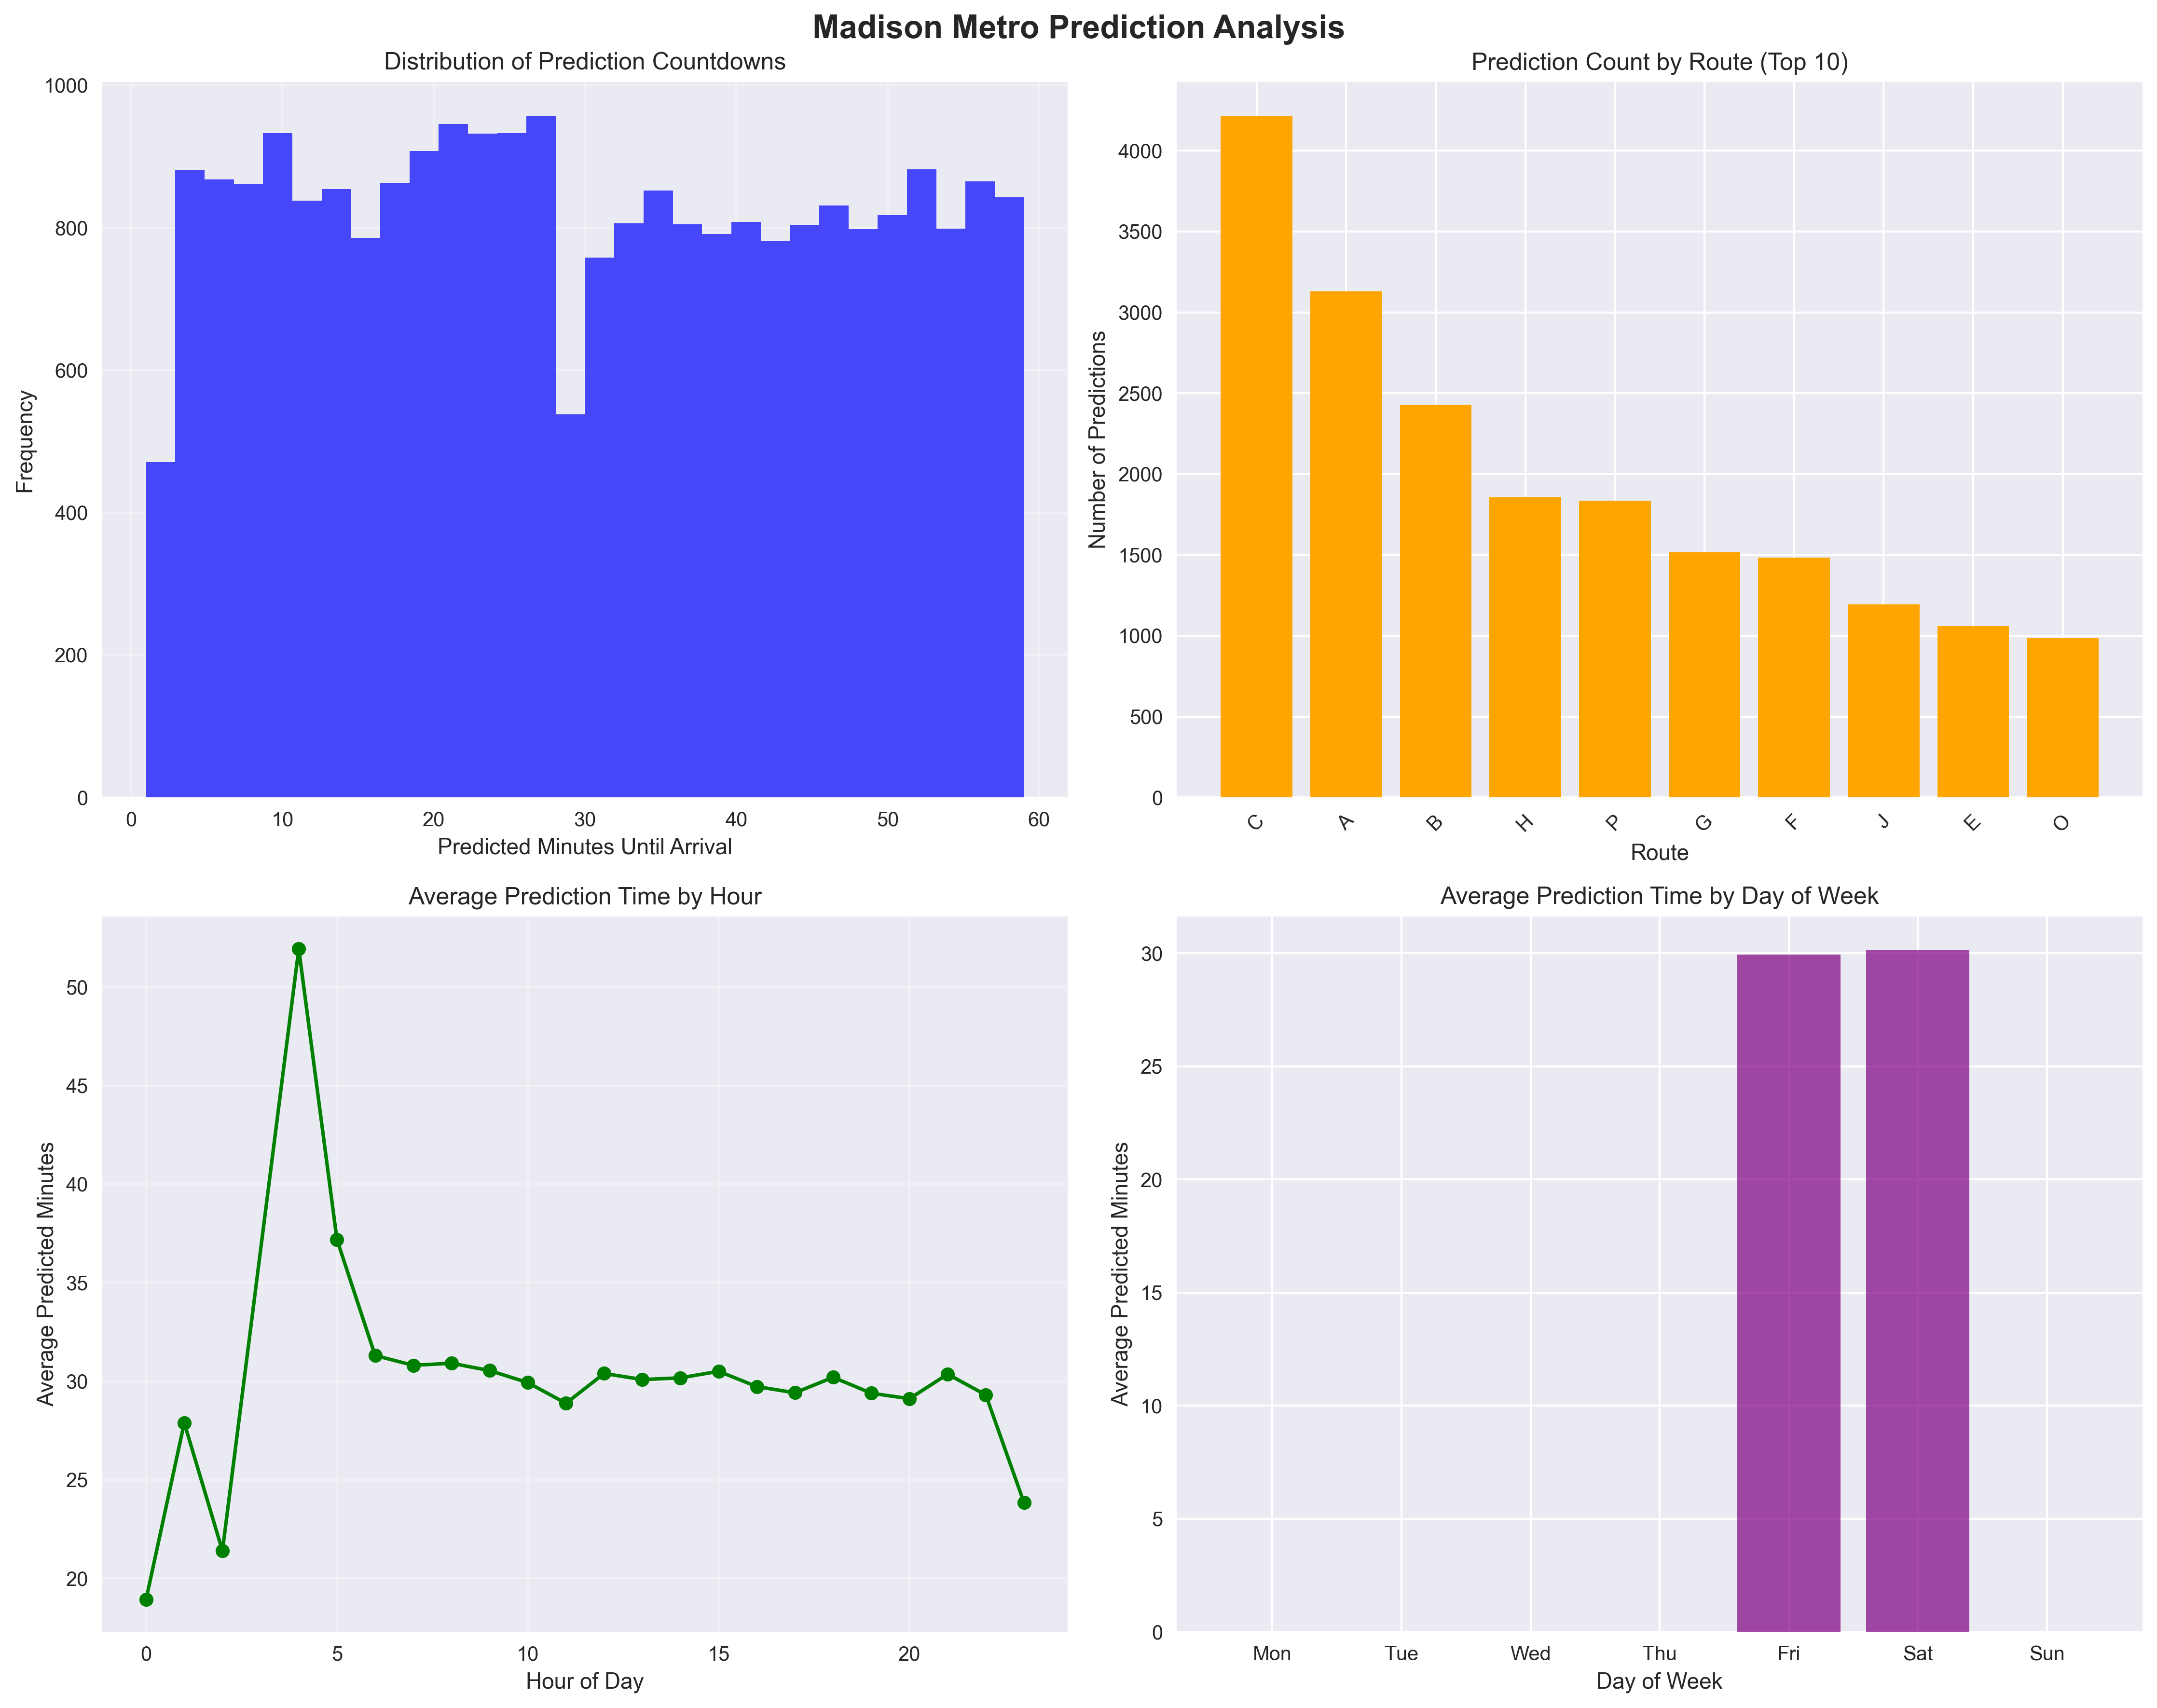 Madison Metro Prediction Analysis
Distribution of Prediction Countdowns
1000
800
600
400
200
0
Frequency
0 10 20 30 40 50 60
Predicted Minutes Until Arrival
Prediction Count by Route (Top 10)
4000
3500
3000
2500
2000
1500
1000
500
0
Number of Predictions
C A B H P G F J E O
Route
Average Prediction Time by Hour
50
45
40
35
30
25
20
Average Predicted Minutes
0 5 10 15 20
Hour of Day
Average Prediction Time by Day of Week
30
25
20
15
10
5
0
Average Predicted Minutes
Mon Tue Wed Thu Fri Sat Sun
Day of Week